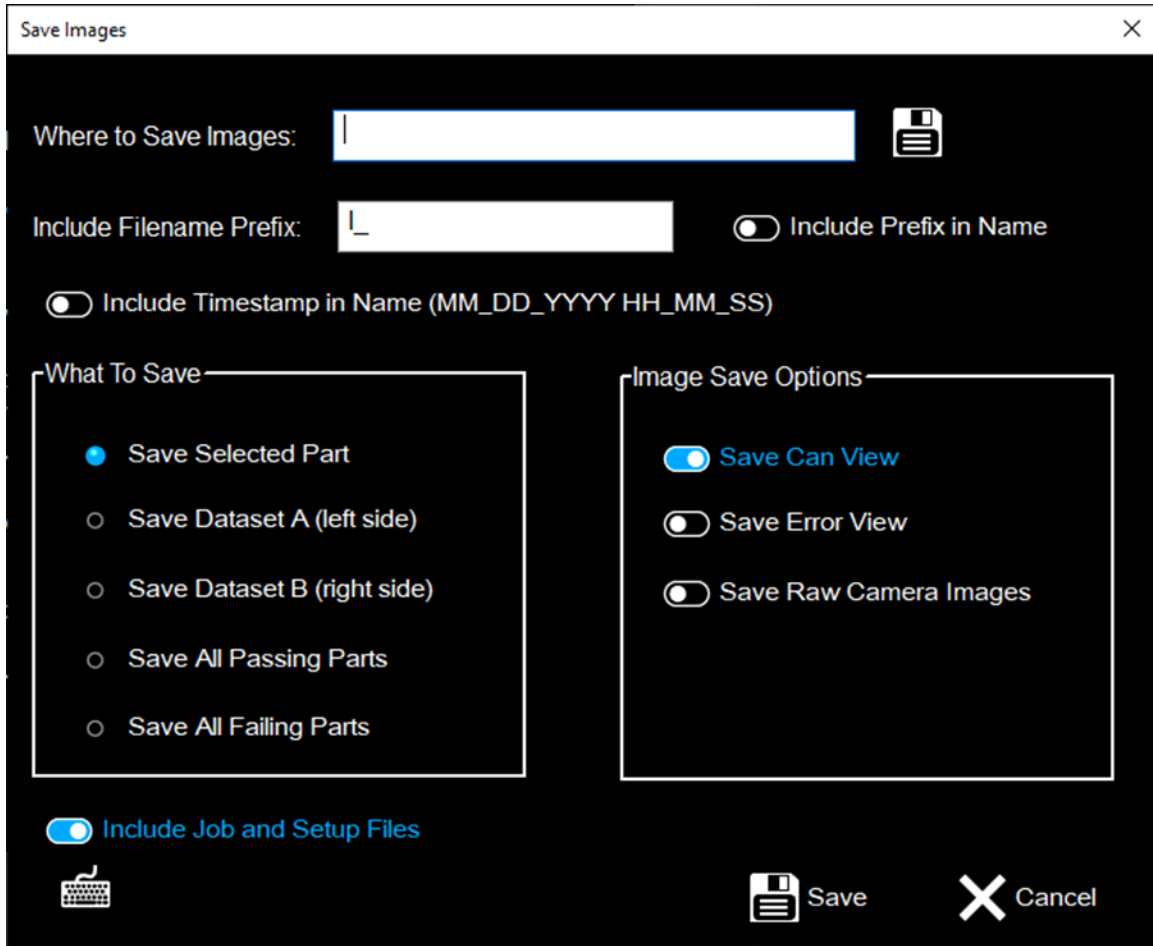 Save Images
Where to Save Images:
Include Filename Prefix: I_
Include Prefix in Name
Include Timestamp in Name (MM_DD_YYYY HH_MM_SS)
What To Save
Save Selected Part
Save Dataset A (left side)
Save Dataset B (right side)
Save All Passing Parts
Save All Failing Parts
Image Save Options
Save Can View
Save Error View
Save Raw Camera Images
Include Job and Setup Files
Save
Cancel